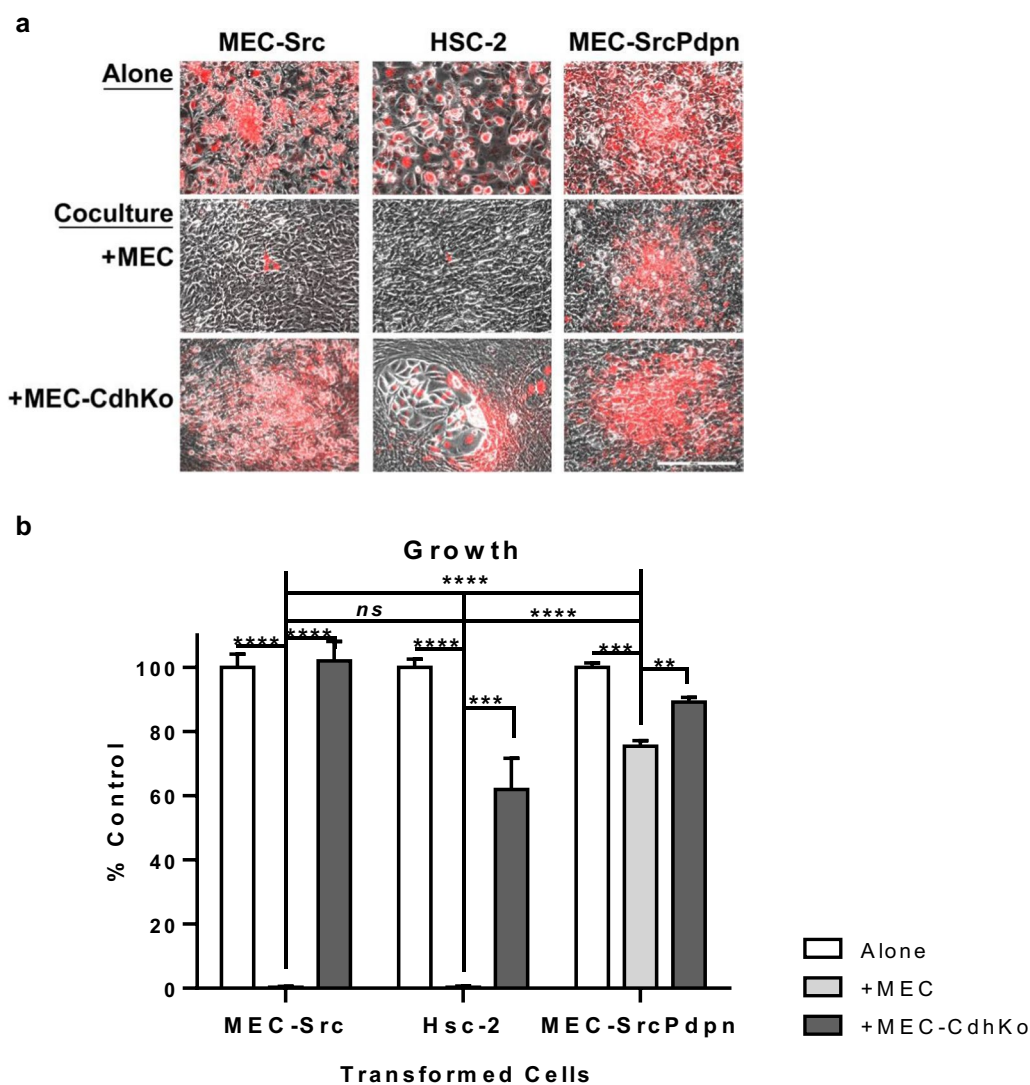 a
MEC-Src HSC-2 MEC-SrcPdpn
Alone
Coculture
+MEC
+MEC-CdhKo
b
Growth
****
ns ****
**** **** **** *** **
***
100
80
60
40
20
0
% Control
MEC-Src Hsc-2 MEC-SrcPdpn
Transformed Cells
Alone
+MEC
+MEC-CdhKo